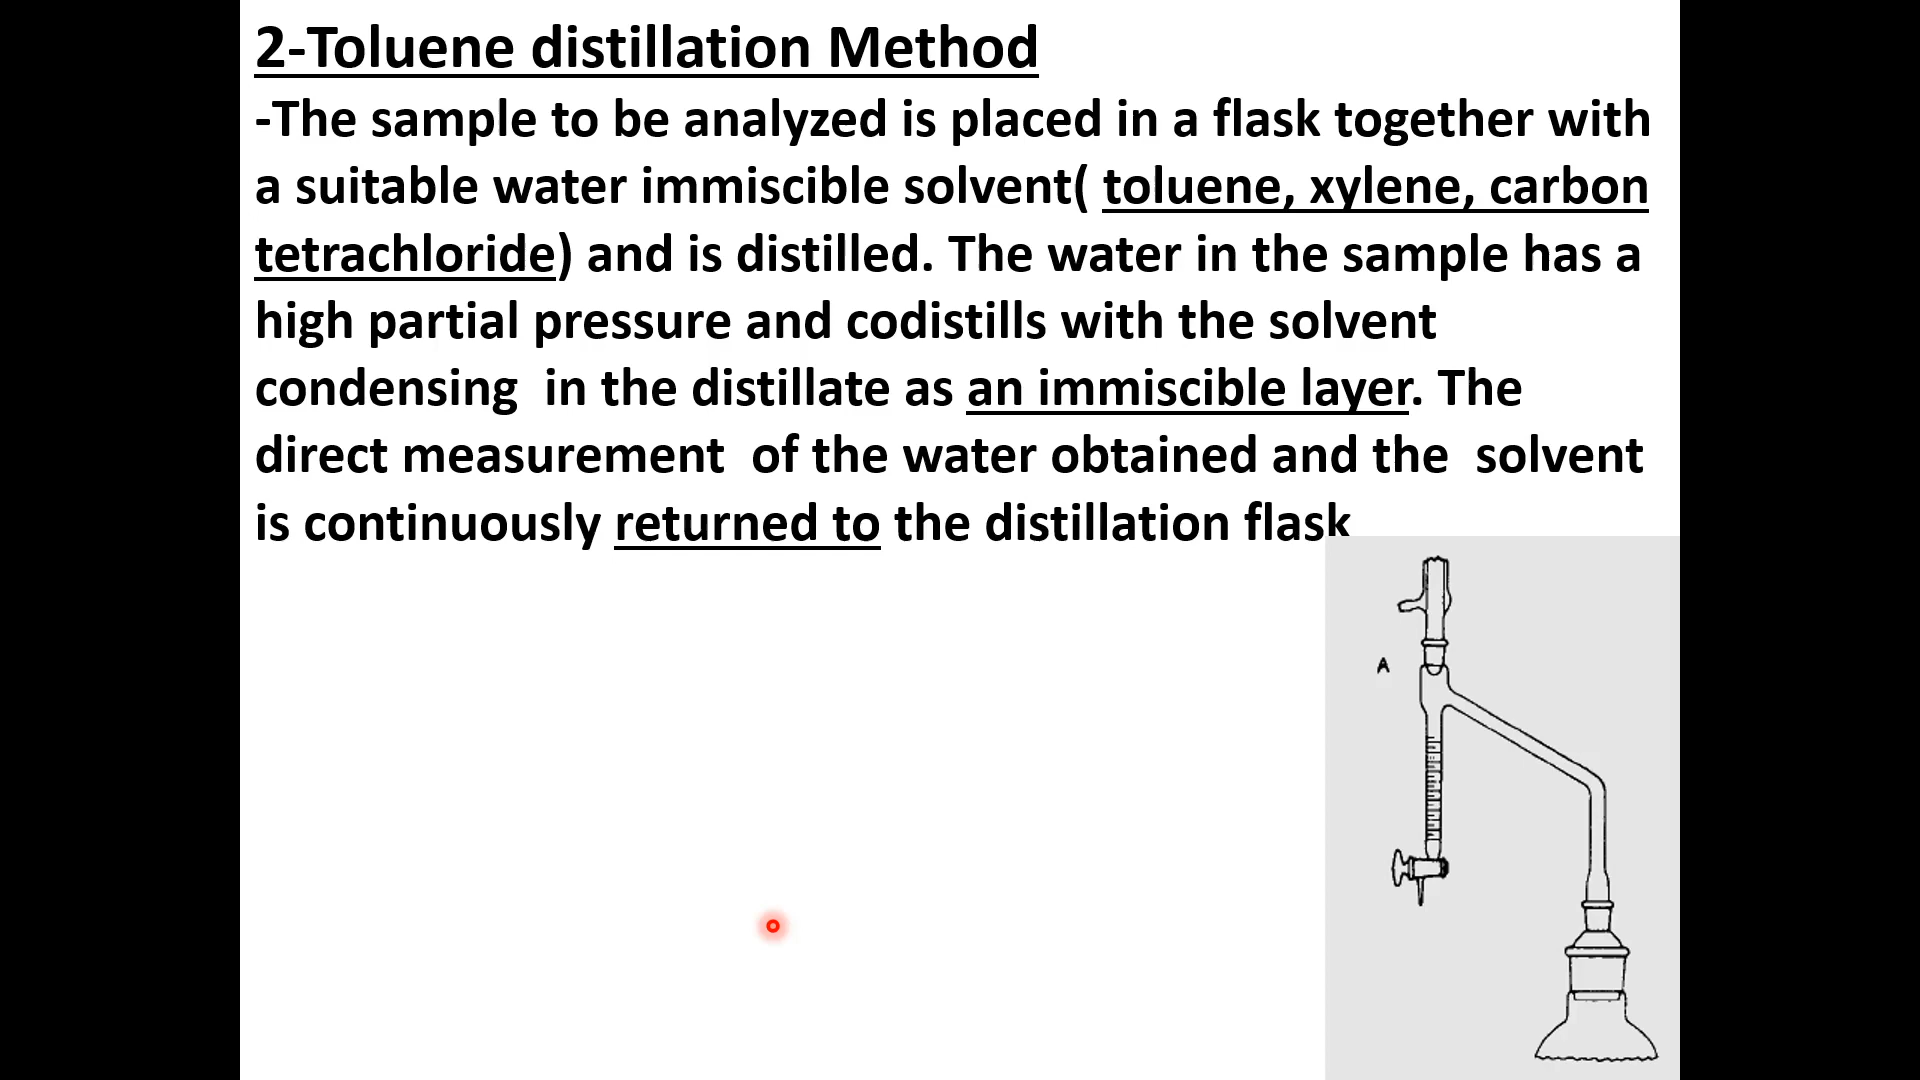 2-Toluene distillation Method
-The sample to be analyzed is placed in a flask together with
a suitable water immiscible solvent( toluene, xylene, carbon
tetrachloride) and is distilled. The water in the sample has a
high partial pressure and codistills with the solvent
condensing  in the distillate as an immiscible layer. The
direct measurement  of the water obtained and the  solvent
is continuously returned to the distillation flask
A